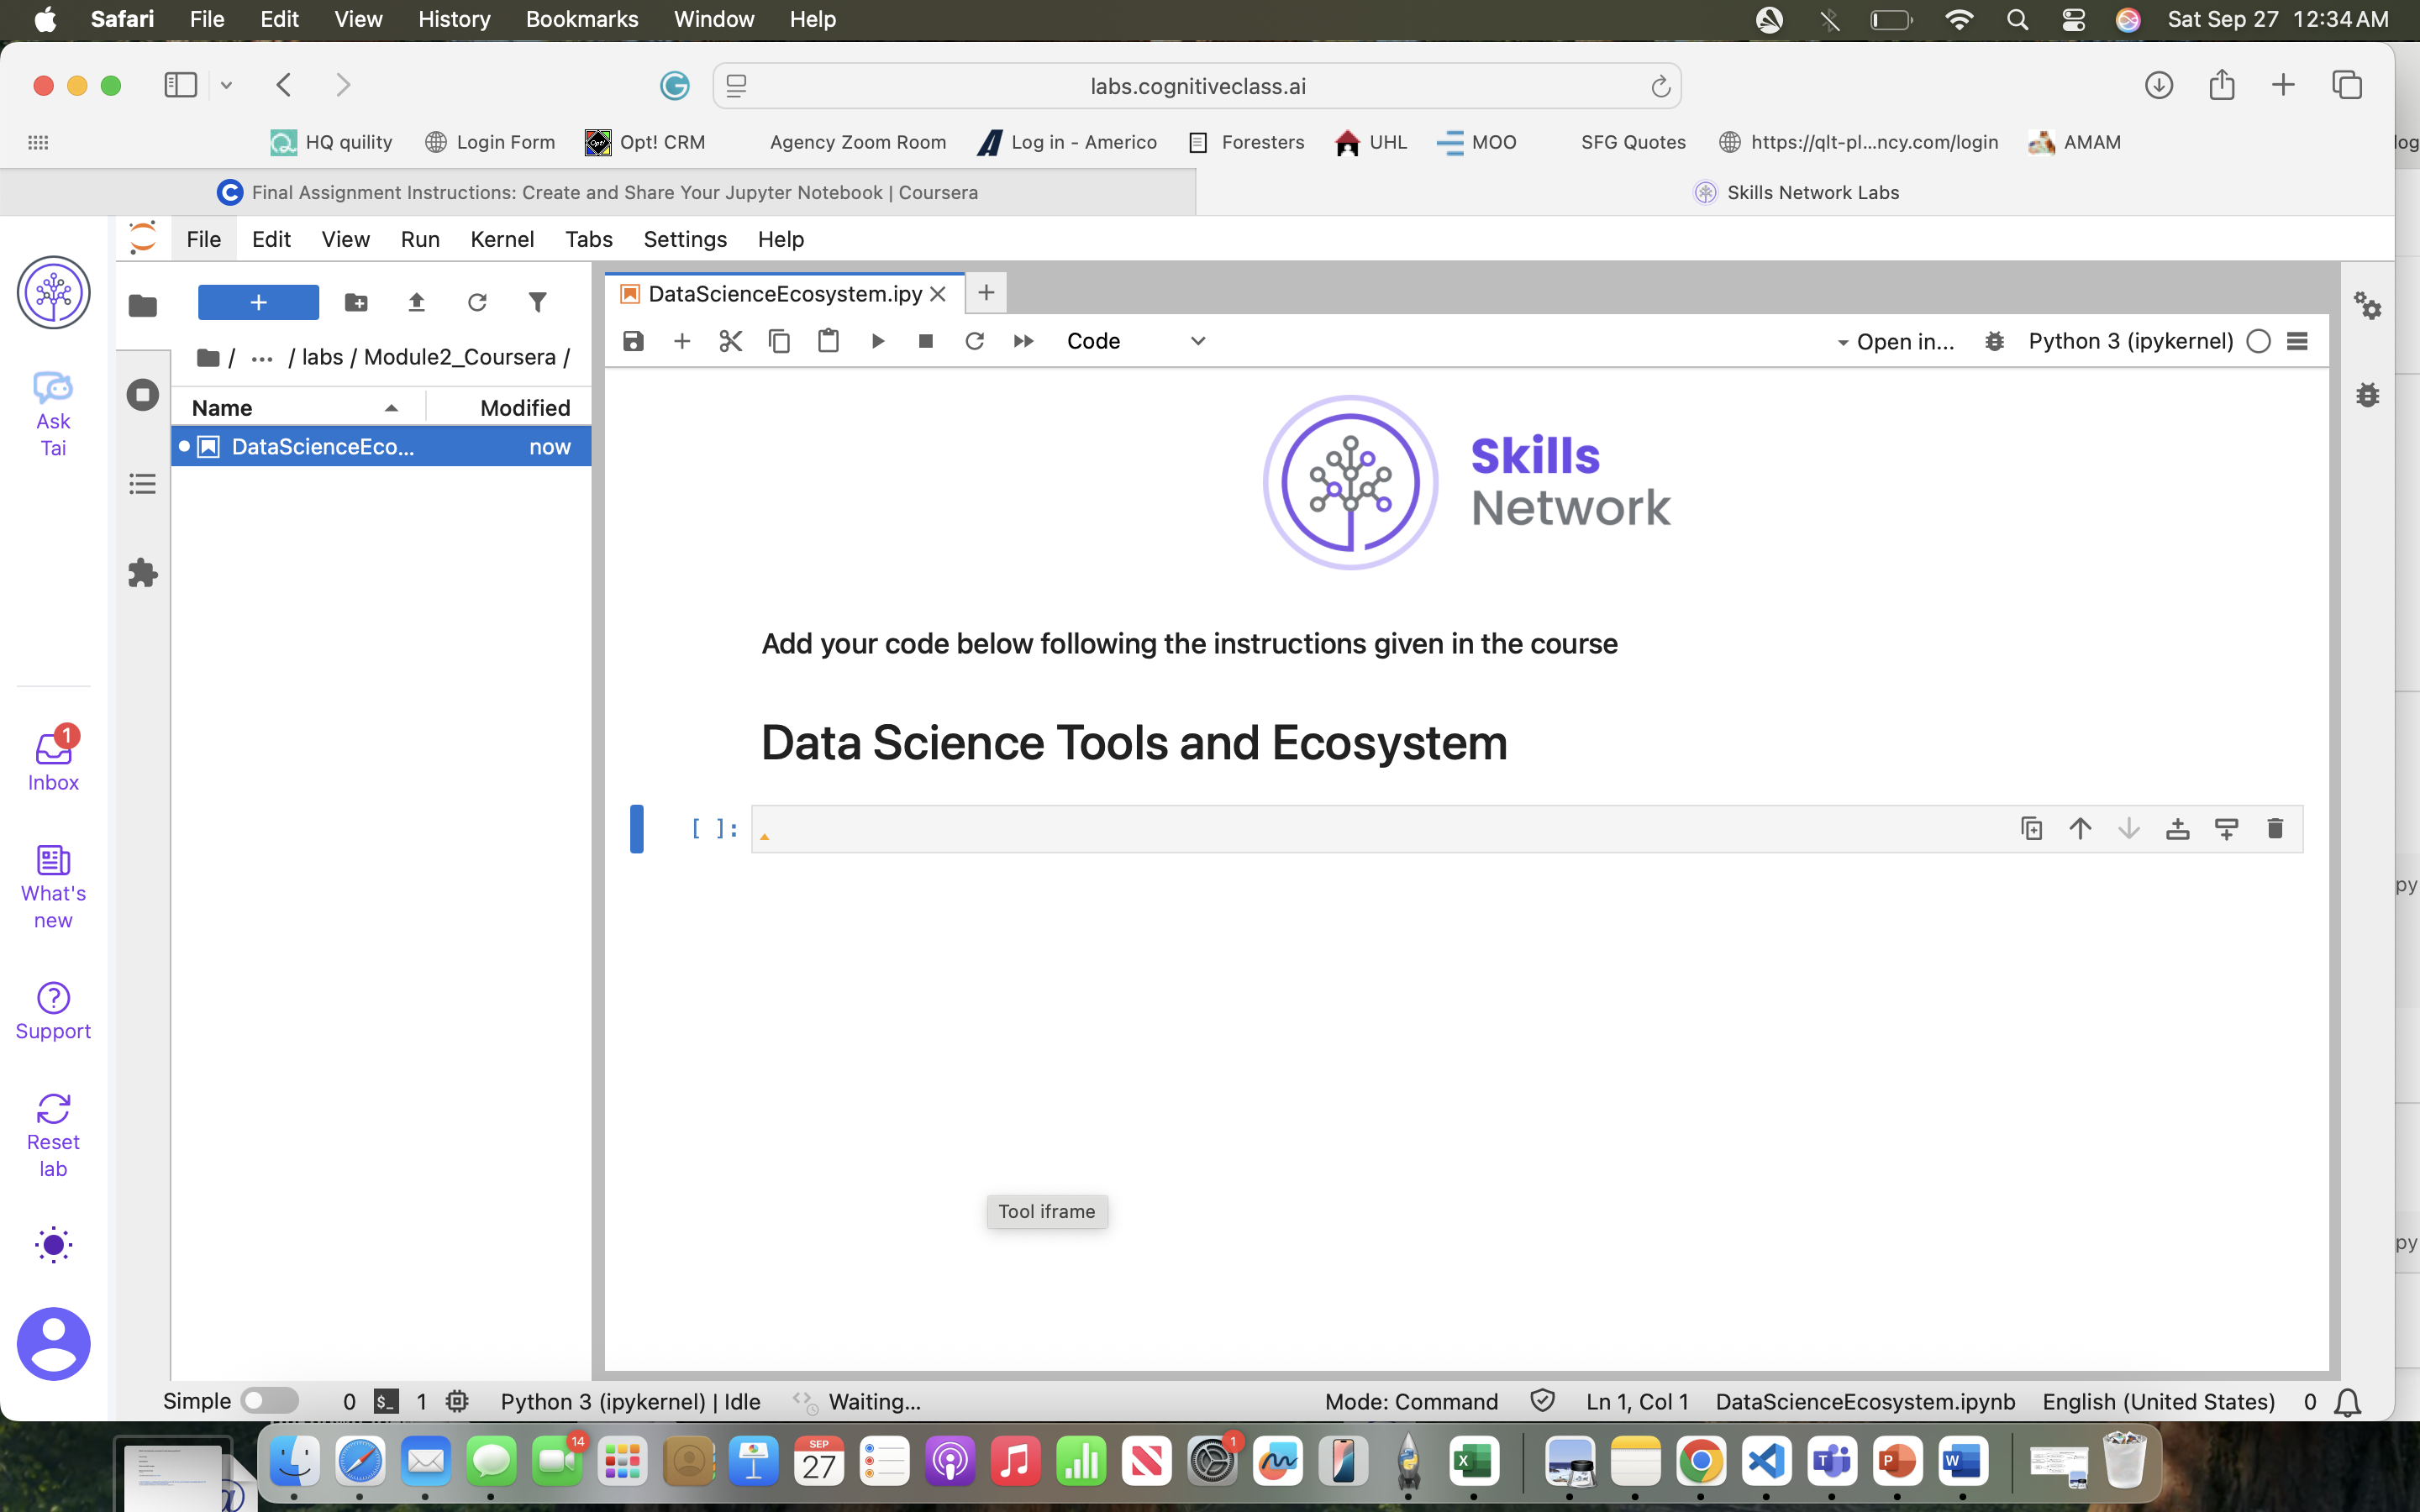 Safari File Edit View History Bookmarks Window Help Sat Sep 27 12:34 AM
labs.cognitiveclass.ai
HQ quility Login Form Opt! CRM Agency Zoom Room Log in - Americo Foresters UHL MOO SFG Quotes https://qlt-pl...ncy.com/login AMAM log
Final Assignment Instructions: Create and Share Your Jupyter Notebook | Coursera Skills Network Labs
File Edit View Run Kernel Tabs Settings Help
DataScienceEcosystem.ipy
/ ... / labs / Module2_Coursera /
Code Open in... Python 3 (ipykernel)
Name Modified
DataScienceEco... now
Ask
Tai
Skills
Network
Add your code below following the instructions given in the course
Data Science Tools and Ecosystem
[ ]:
1
Inbox
What's
new
py
Support
Reset
lab
Tool iframe
py
Simple 0 $_ 1 Python 3 (ipykernel) | Idle Waiting... Mode: Command Ln 1, Col 1 DataScienceEcosystem.ipynb English (United States) 0
14
SEP
27
1
X
T
P
W